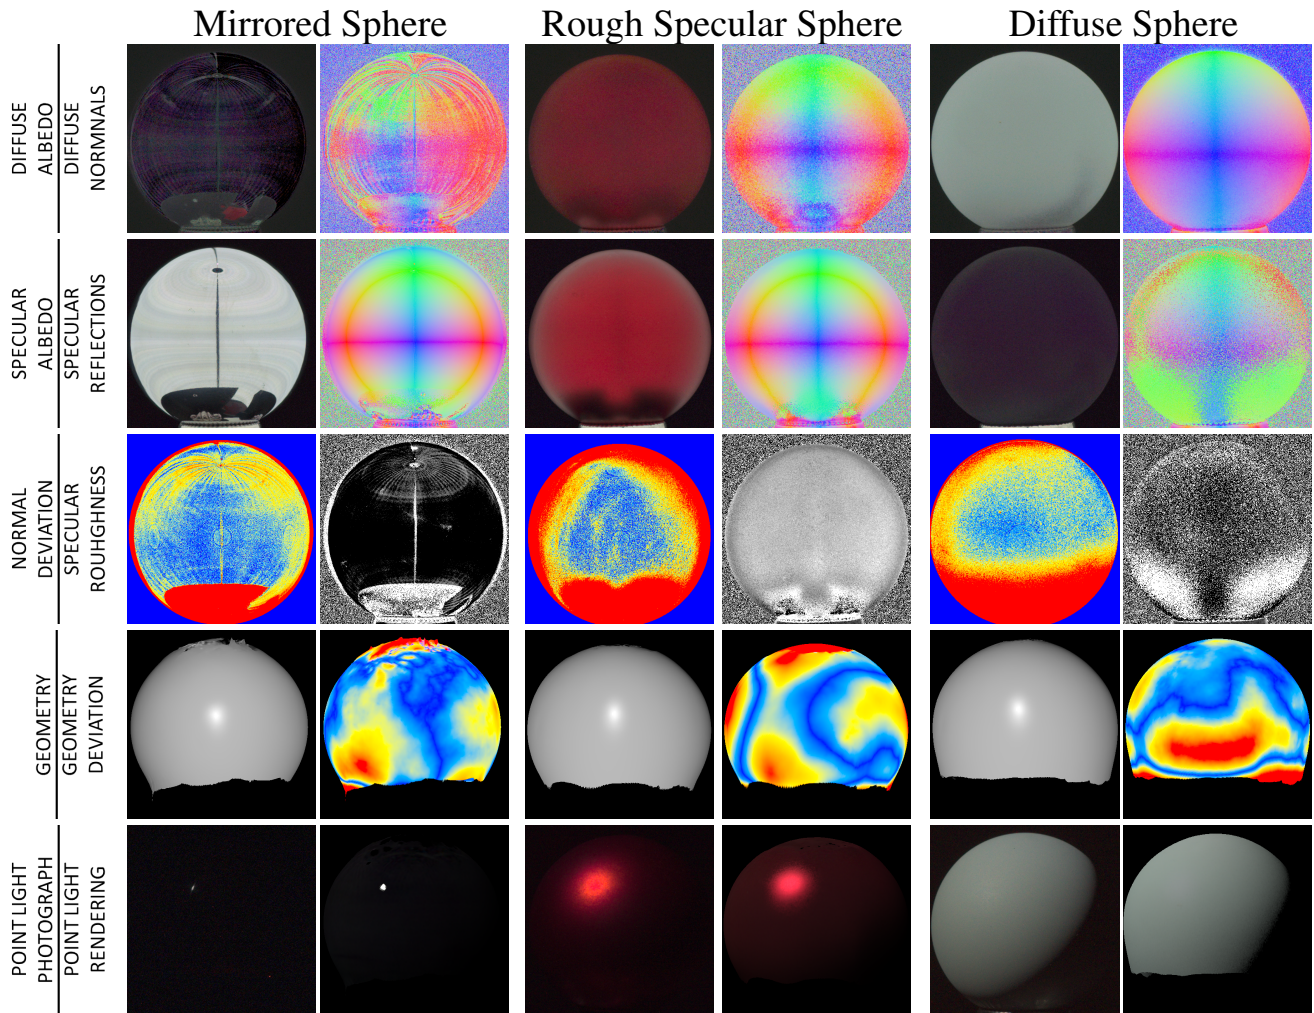 Mirrored Sphere
Rough Specular Sphere
Diffuse Sphere
DIFFUSE
ALBEDO
DIFFUSE
NORMNALS
SPECULAR
ALBEDO
SPECULAR
REFLECTIONS
NORMAL
DEVIATION
SPECULAR
ROUHGHNESS
GEOMETRY
GEOMETRY
DEVIATION
POINT LIGHT
PHOTOGRAPH
POINT LIGHT
RENDERING